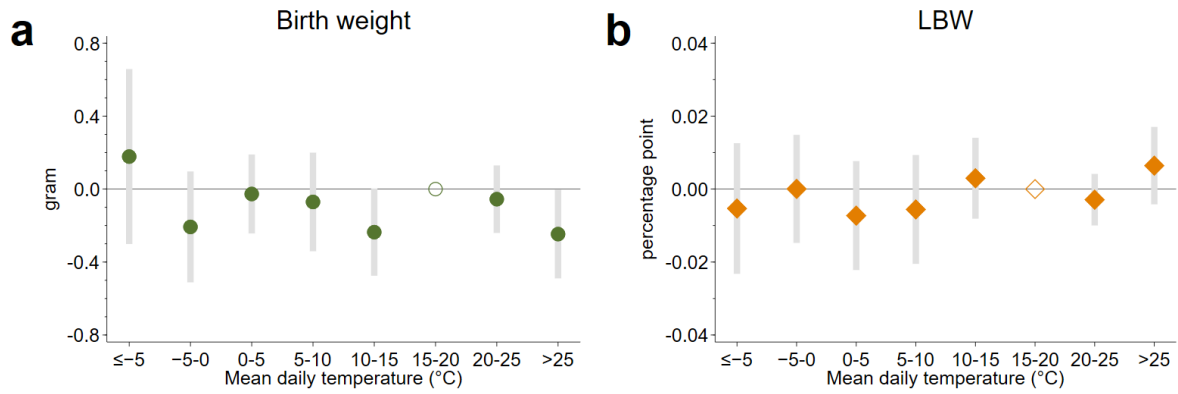 a
Birth weight
0.8
0.4
0.0
-0.4
-0.8
gram
≤−5 −5-0 0-5 5-10 10-15 15-20 20-25 >25
Mean daily temperature (°C)
b
LBW
0.04
0.02
0.00
-0.02
-0.04
percentage point
≤−5 −5-0 0-5 5-10 10-15 15-20 20-25 >25
Mean daily temperature (°C)